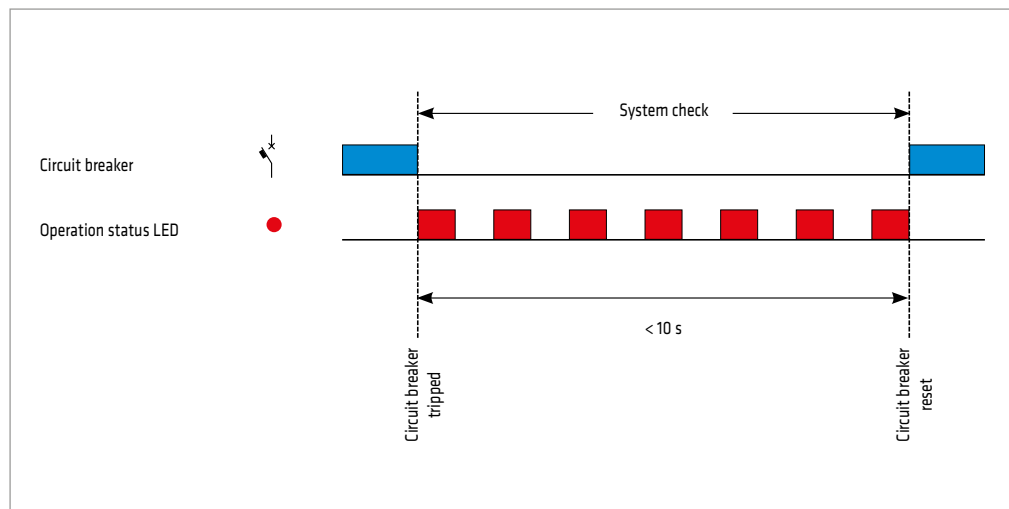 System check
Circuit breaker
Operation status LED
< 10 s
Circuit breaker
tripped
Circuit breaker
reset